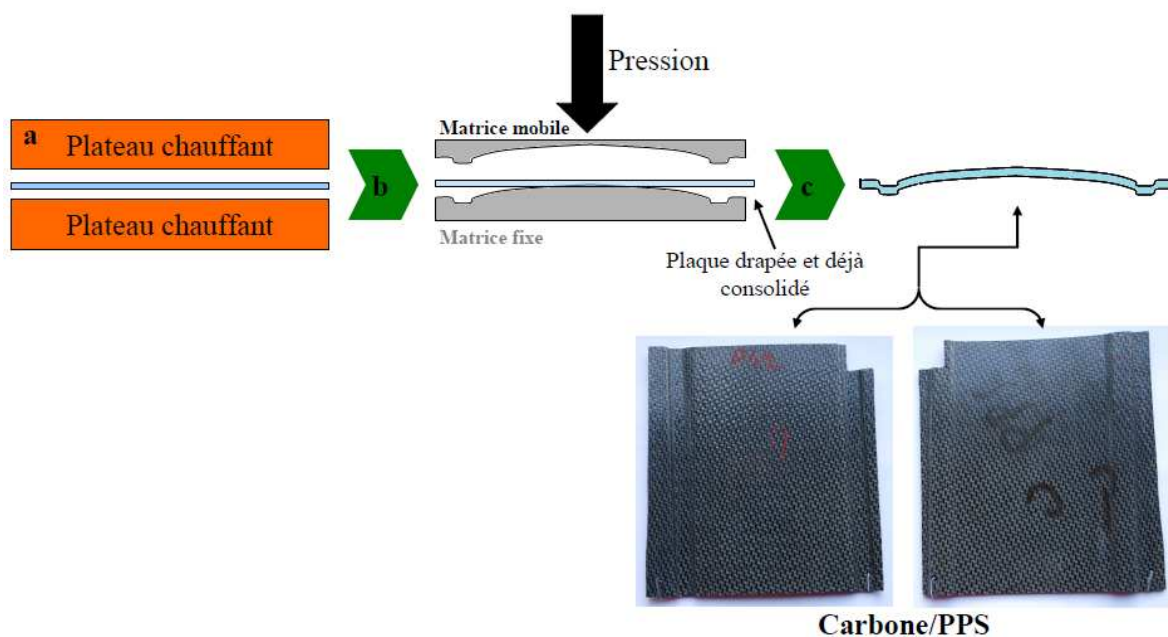 Pression
a
Plateau chauffant
Matrice mobile
b
c
Plateau chauffant
Matrice fixe
Plaque drapée et déjà
consolidé
Carbone/PPS